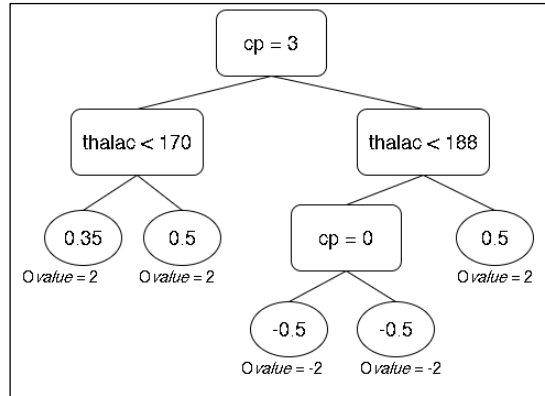 cp = 3
thalac < 170
thalac < 188
0.35
0.5
cp = 0
0.5
O value = 2
O value = 2
O value = 2
-0.5
-0.5
O value = -2
O value = -2